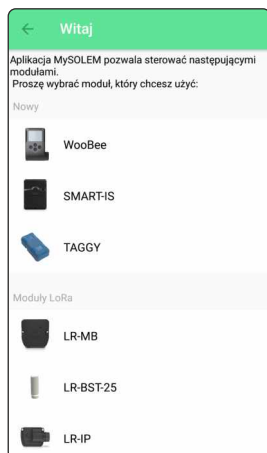 Witaj
Aplikacja MySOLEM pozwala sterować następującymi
modułami.
Proszę wybrać moduł, który chcesz użyć:
Nowy
WooBee
SMART-IS
TAGGY
Moduły LoRa
LR-MB
LR-BST-25
LR-IP